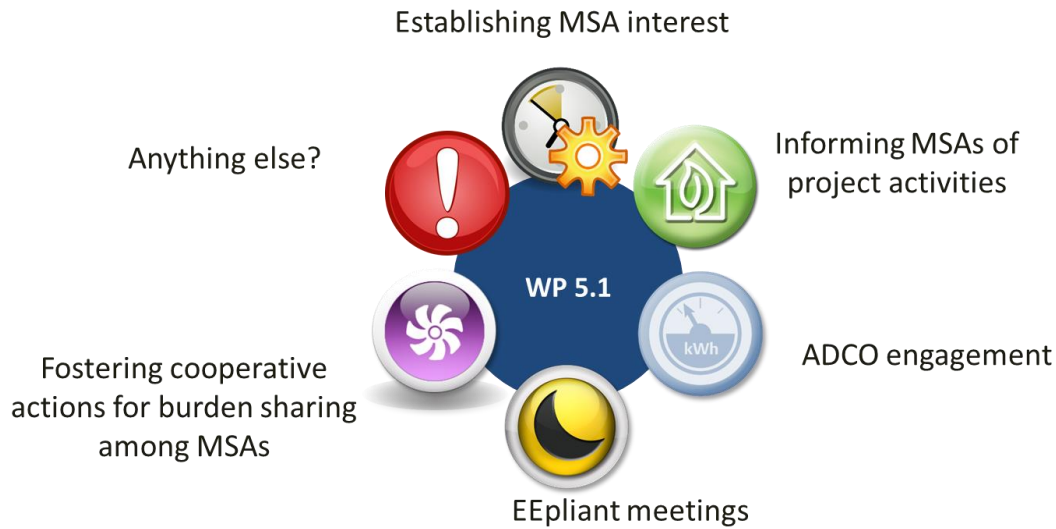 Establishing MSA interest
Anything else?
Informing MSAs of
project activities
WP 5.1
kWh
ADCO engagement
Fostering cooperative
actions for burden sharing
among MSAs
EEpliant meetings